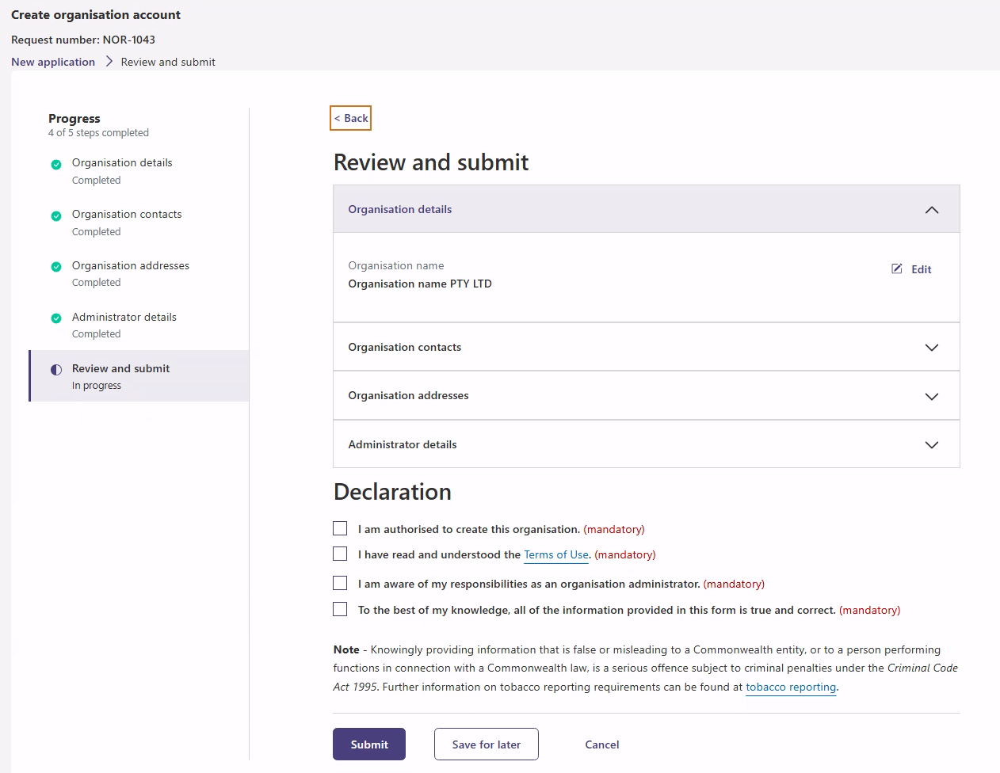 Create organisation account
Request number: NOR-1043
New application > Review and submit
Progress
4 of 5 steps completed
Organisation details
Completed
Organisation contacts
Completed
Organisation addresses
Completed
Administrator details
Completed
Review and submit
In progress
< Back
Review and submit
Organisation details
Organisation name
Organisation name PTY LTD
Edit
Organisation contacts
Organisation addresses
Administrator details
Declaration
I am authorised to create this organisation. (mandatory)
I have read and understood the Terms of Use. (mandatory)
I am aware of my responsibilities as an organisation administrator. (mandatory)
To the best of my knowledge, all of the information provided in this form is true and correct. (mandatory)
Note - Knowingly providing information that is false or misleading to a Commonwealth entity, or to a person performing
functions in connection with a Commonwealth law, is a serious offence subject to criminal penalties under the Criminal Code
Act 1995. Further information on tobacco reporting requirements can be found at tobacco reporting.
Submit
Save for later
Cancel